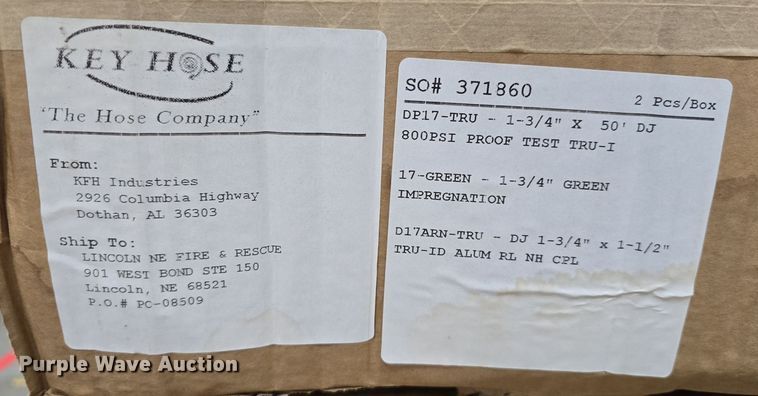 KEY HOSE
"The Hose Company"
From:
KFH Industries
2926 Columbia Highway
Dothan, AL 36303
Ship To:
LINCOLN NE FIRE & RESCUE
901 WEST BOND STE 150
Lincoln, NE 68521
P.O.# PC-08509
SO# 371860 2 Pcs/Box
DP17-TRU - 1-3/4" X 50' DJ
800PSI PROOF TEST TRU-I
17-GREEN - 1-3/4" GREEN
IMPREGNATION
D17ARN-TRU - DJ 1-3/4" x 1-1/2"
TRU-ID ALUM RL NH CPL
Purple Wave Auction